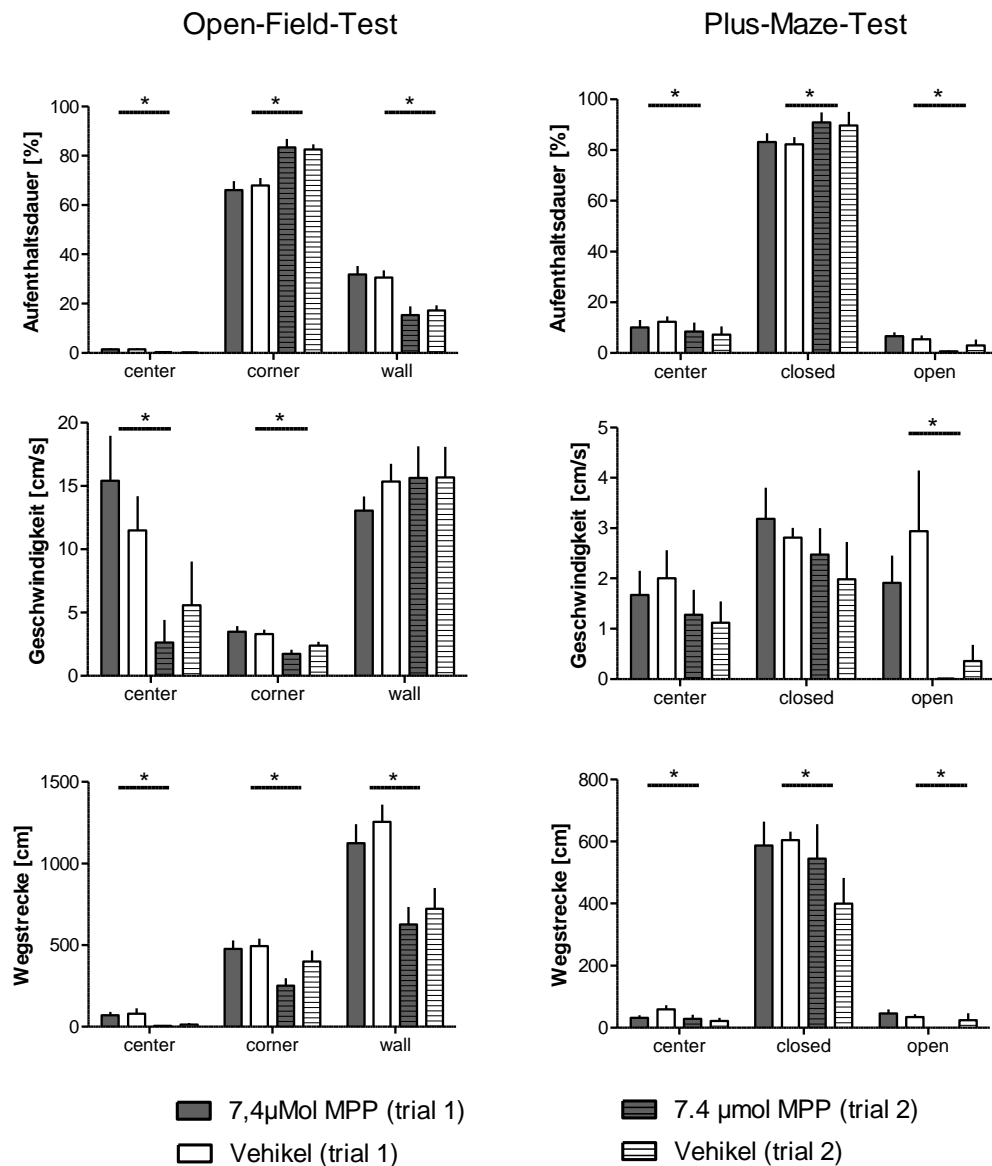 Open-Field-Test
Plus-Maze-Test
Aufenthaltsdauer [%]
100
80
60
40
20
0
*
*
*
center
corner
wall
Aufenthaltsdauer [%]
100
80
60
40
20
0
*
*
*
center
closed
open
Geschwindigkeit [cm/s]
20
15
10
5
0
*
*
center
corner
wall
Geschwindigkeit [cm/s]
5
4
3
2
1
0
*
center
closed
open
Wegstrecke [cm]
1500
1000
500
0
*
*
*
center
corner
wall
Wegstrecke [cm]
800
600
400
200
0
*
*
*
center
closed
open
7,4µMol MPP (trial 1)
Vehikel (trial 1)
7.4 µmol MPP (trial 2)
Vehikel (trial 2)